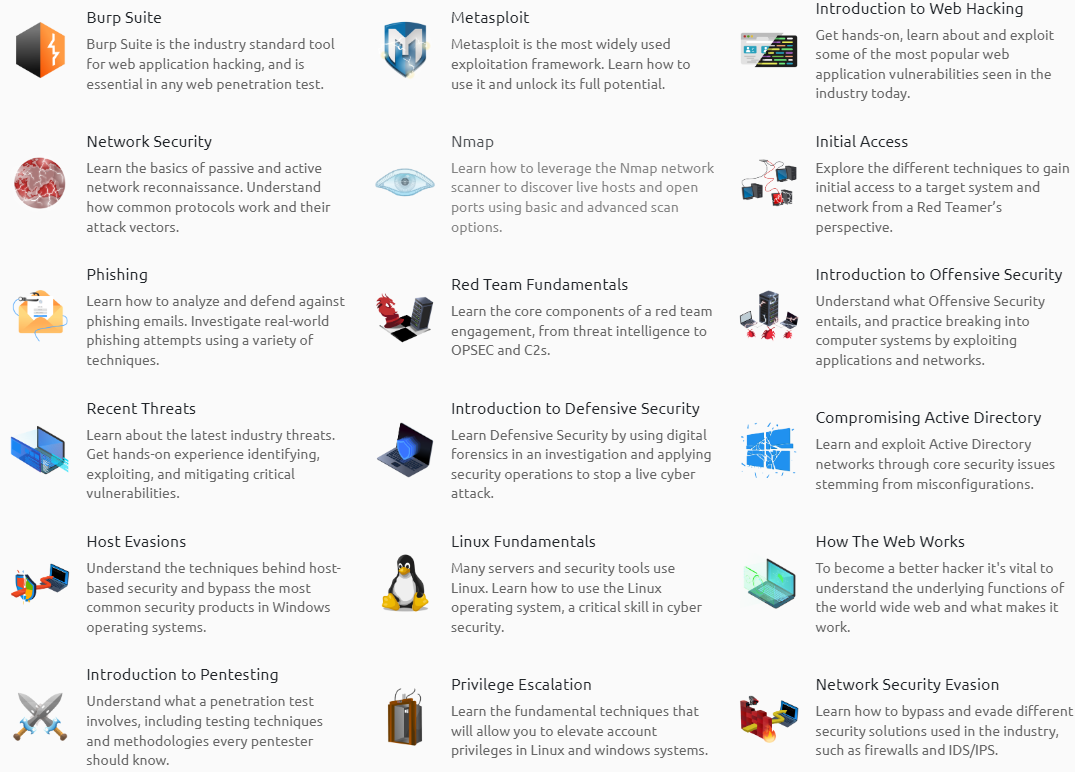 Burp Suite
Burp Suite is the industry standard tool
for web application hacking, and is
essential in any web penetration test.
Metasploit
Metasploit is the most widely used
exploitation framework. Learn how to
use it and unlock its full potential.
Introduction to Web Hacking
Get hands-on, learn about and exploit
some of the most popular web
application vulnerabilities seen in the
industry today.
Network Security
Learn the basics of passive and active
network reconnaissance. Understand
how common protocols work and their
attack vectors.
Nmap
Learn how to leverage the Nmap network
scanner to discover live hosts and open
ports using basic and advanced scan
options.
Initial Access
Explore the different techniques to gain
initial access to a target system and
network from a Red Teamer’s
perspective.
Phishing
Learn how to analyze and defend against
phishing emails. Investigate real-world
phishing attempts using a variety of
techniques.
Red Team Fundamentals
Learn the core components of a red team
engagement, from threat intelligence to
OPSEC and C2s.
Introduction to Offensive Security
Understand what Offensive Security
entails, and practice breaking into
computer systems by exploiting
applications and networks.
Recent Threats
Learn about the latest industry threats.
Get hands-on experience identifying,
exploiting, and mitigating critical
vulnerabilities.
Introduction to Defensive Security
Learn Defensive Security by using digital
forensics in an investigation and applying
security operations to stop a live cyber
attack.
Compromising Active Directory
Learn and exploit Active Directory
networks through core security issues
stemming from misconfigurations.
Host Evasions
Understand the techniques behind host-
based security and bypass the most
common security products in Windows
operating systems.
Linux Fundamentals
Many servers and security tools use
Linux. Learn how to use the Linux
operating system, a critical skill in cyber
security.
How The Web Works
To become a better hacker it's vital to
understand the underlying functions of
the world wide web and what makes it
work.
Introduction to Pentesting
Understand what a penetration test
involves, including testing techniques
and methodologies every pentester
should know.
Privilege Escalation
Learn the fundamental techniques that
will allow you to elevate account
privileges in Linux and windows systems.
Network Security Evasion
Learn how to bypass and evade different
security solutions used in the industry,
such as firewalls and IDS/IPS.